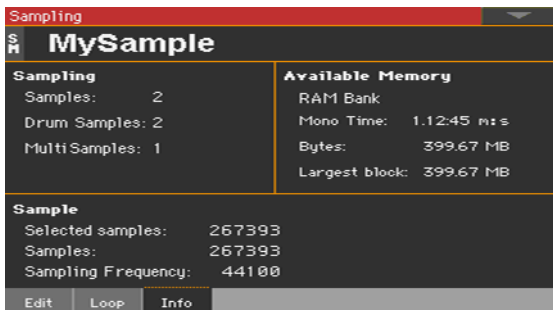 Sampling
SM MySample
Sampling
Samples: 2
Drum Samples: 2
MultiSamples: 1
Available Memory
RAM Bank
Mono Time: 1.12:45 m:s
Bytes: 399.67 MB
Largest block: 399.67 MB
Sample
Selected samples: 267393
Samples: 267393
Sampling Frequency: 44100
Edit Loop Info